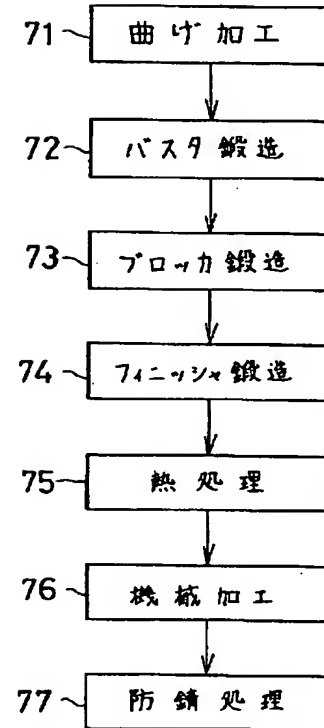 71 曲げ加工
72 バスタ鍛造
73 ブロッカ鍛造
74 フィニッシャ鍛造
75 熱処理
76 機械加工
77 防錆処理